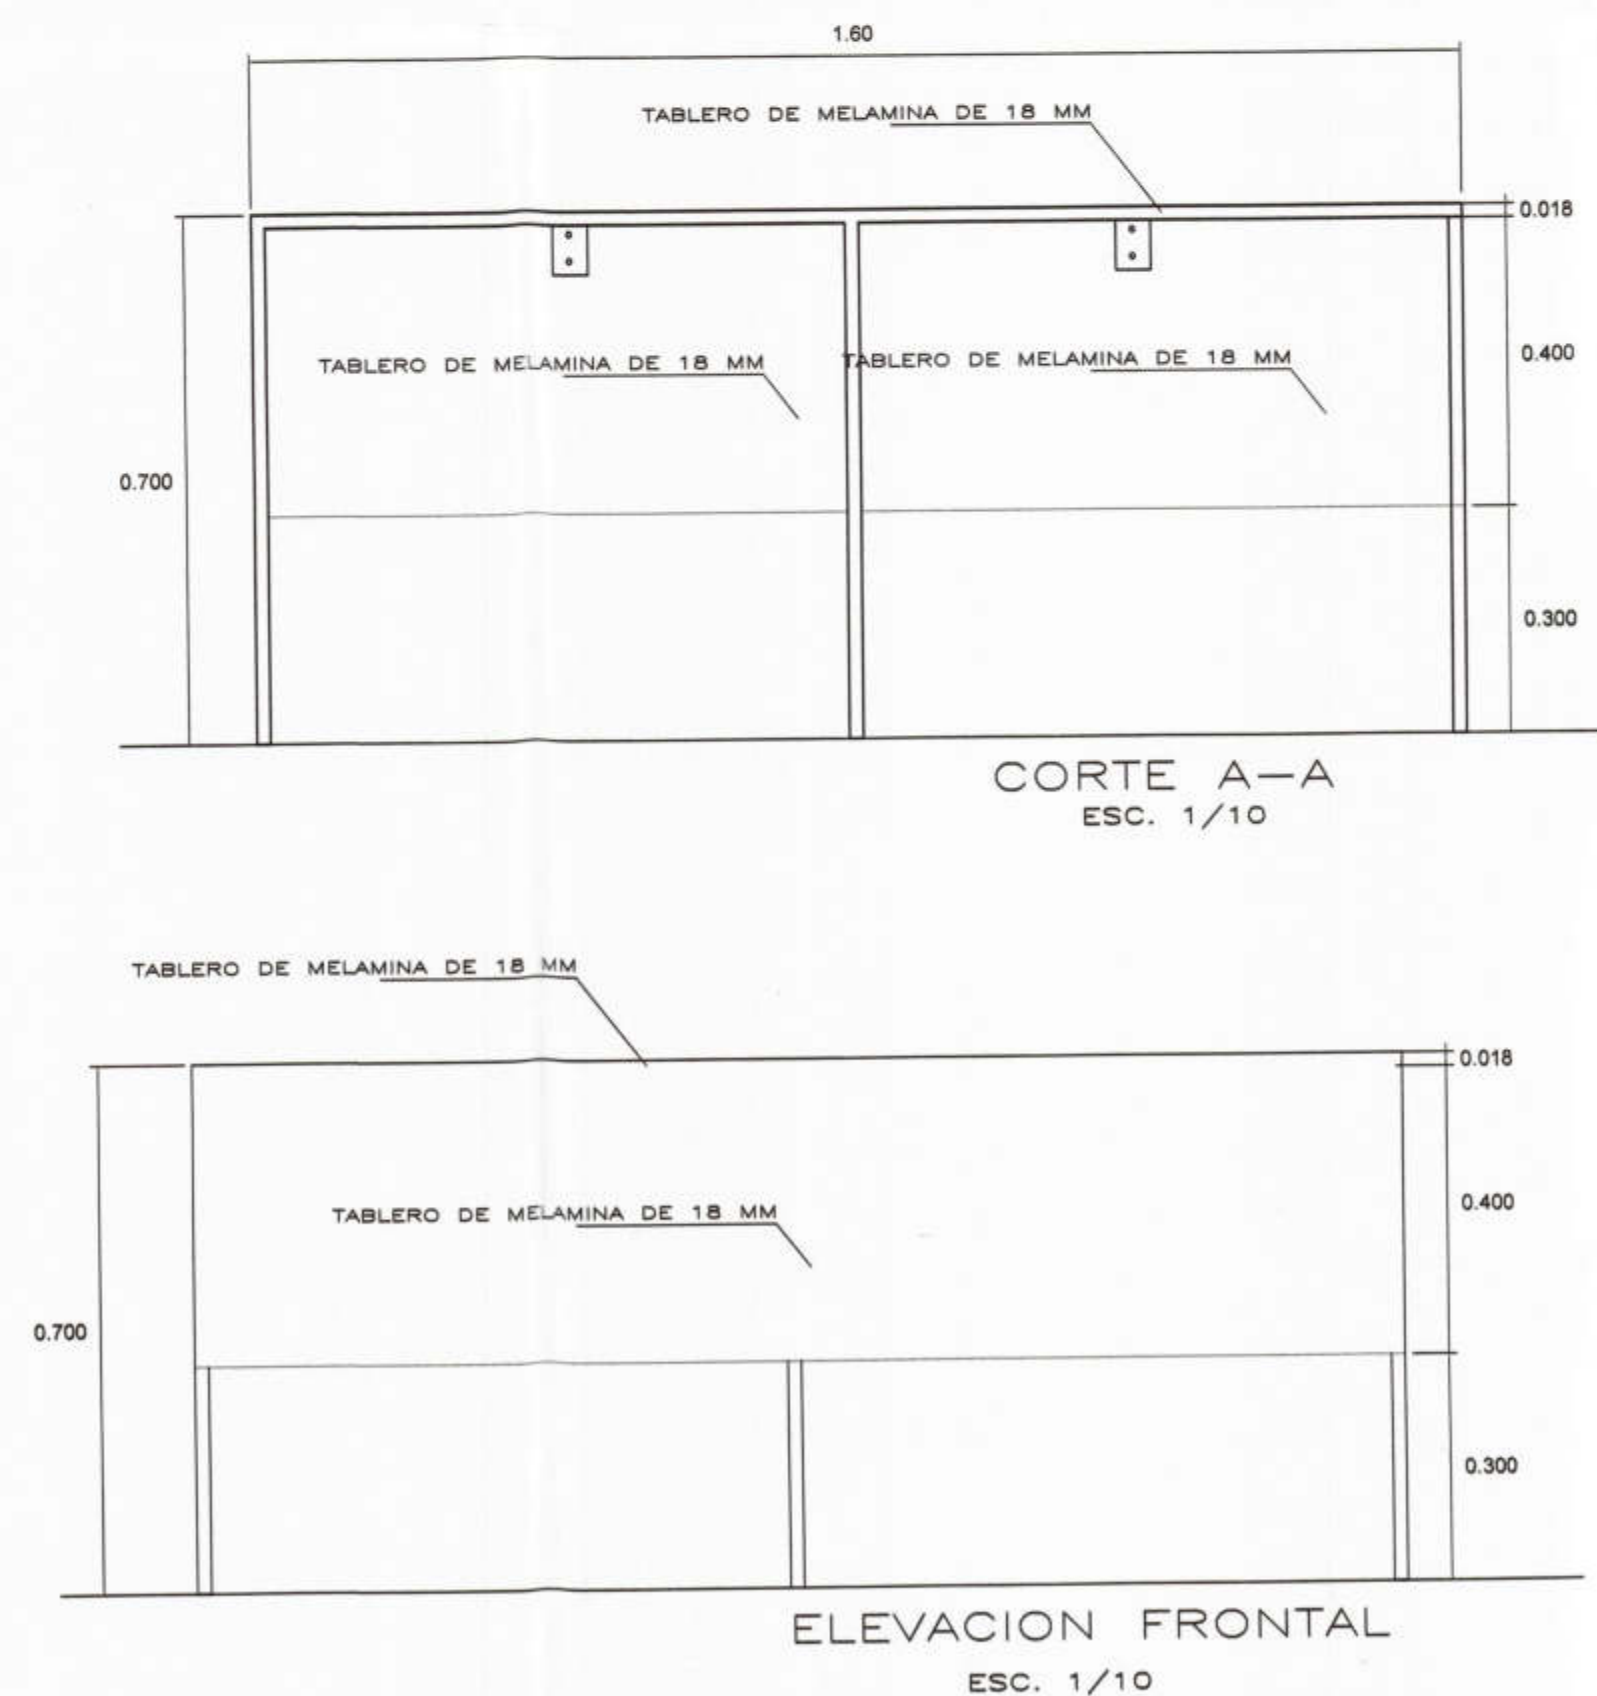 1.60
TABLERO DE MELAMINA DE 18 MM
0.018
TABLERO DE MELAMINA DE 18 MM
TABLERO DE MELAMINA DE 18 MM
0.400
0.700
0.300
CORTE A-A
ESC. 1/10
TABLERO DE MELAMINA DE 18 MM
0.018
TABLERO DE MELAMINA DE 18 MM
0.400
0.700
0.300
ELEVACION FRONTAL
ESC. 1/10